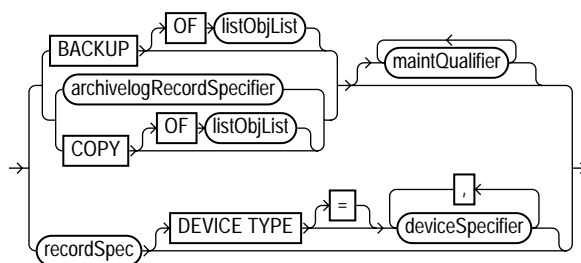 BACKUP OF listObjList
maintQualifier
archivelogRecordSpecifier
COPY OF listObjList
= ,
DEVICE TYPE deviceSpecifier
recordSpec